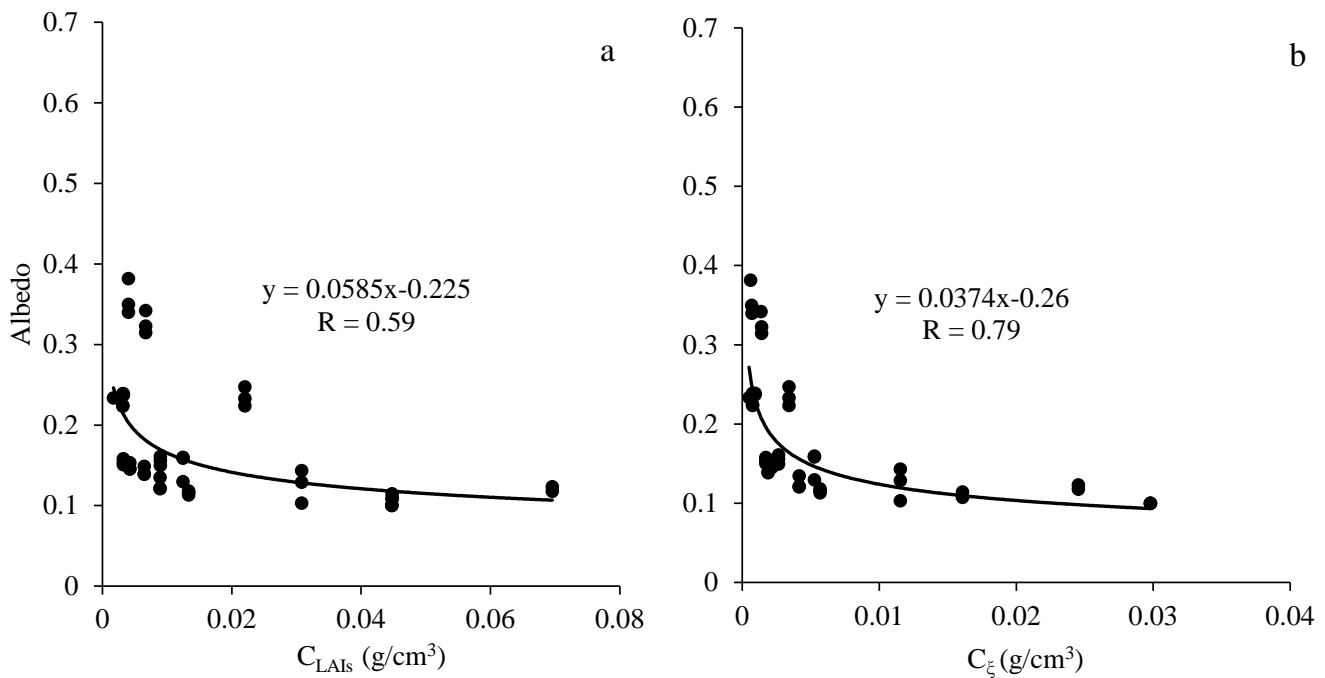 a
0.7
0.6
0.5
0.4
0.3
0.2
0.1
0
Albedo
y = 0.0585x-0.225
R = 0.59
0 0.02 0.04 0.06 0.08
C_LAIs (g/cm³)
b
0.7
0.6
0.5
0.4
0.3
0.2
0.1
0
y = 0.0374x-0.26
R = 0.79
0 0.01 0.02 0.03 0.04
C_ξ (g/cm³)